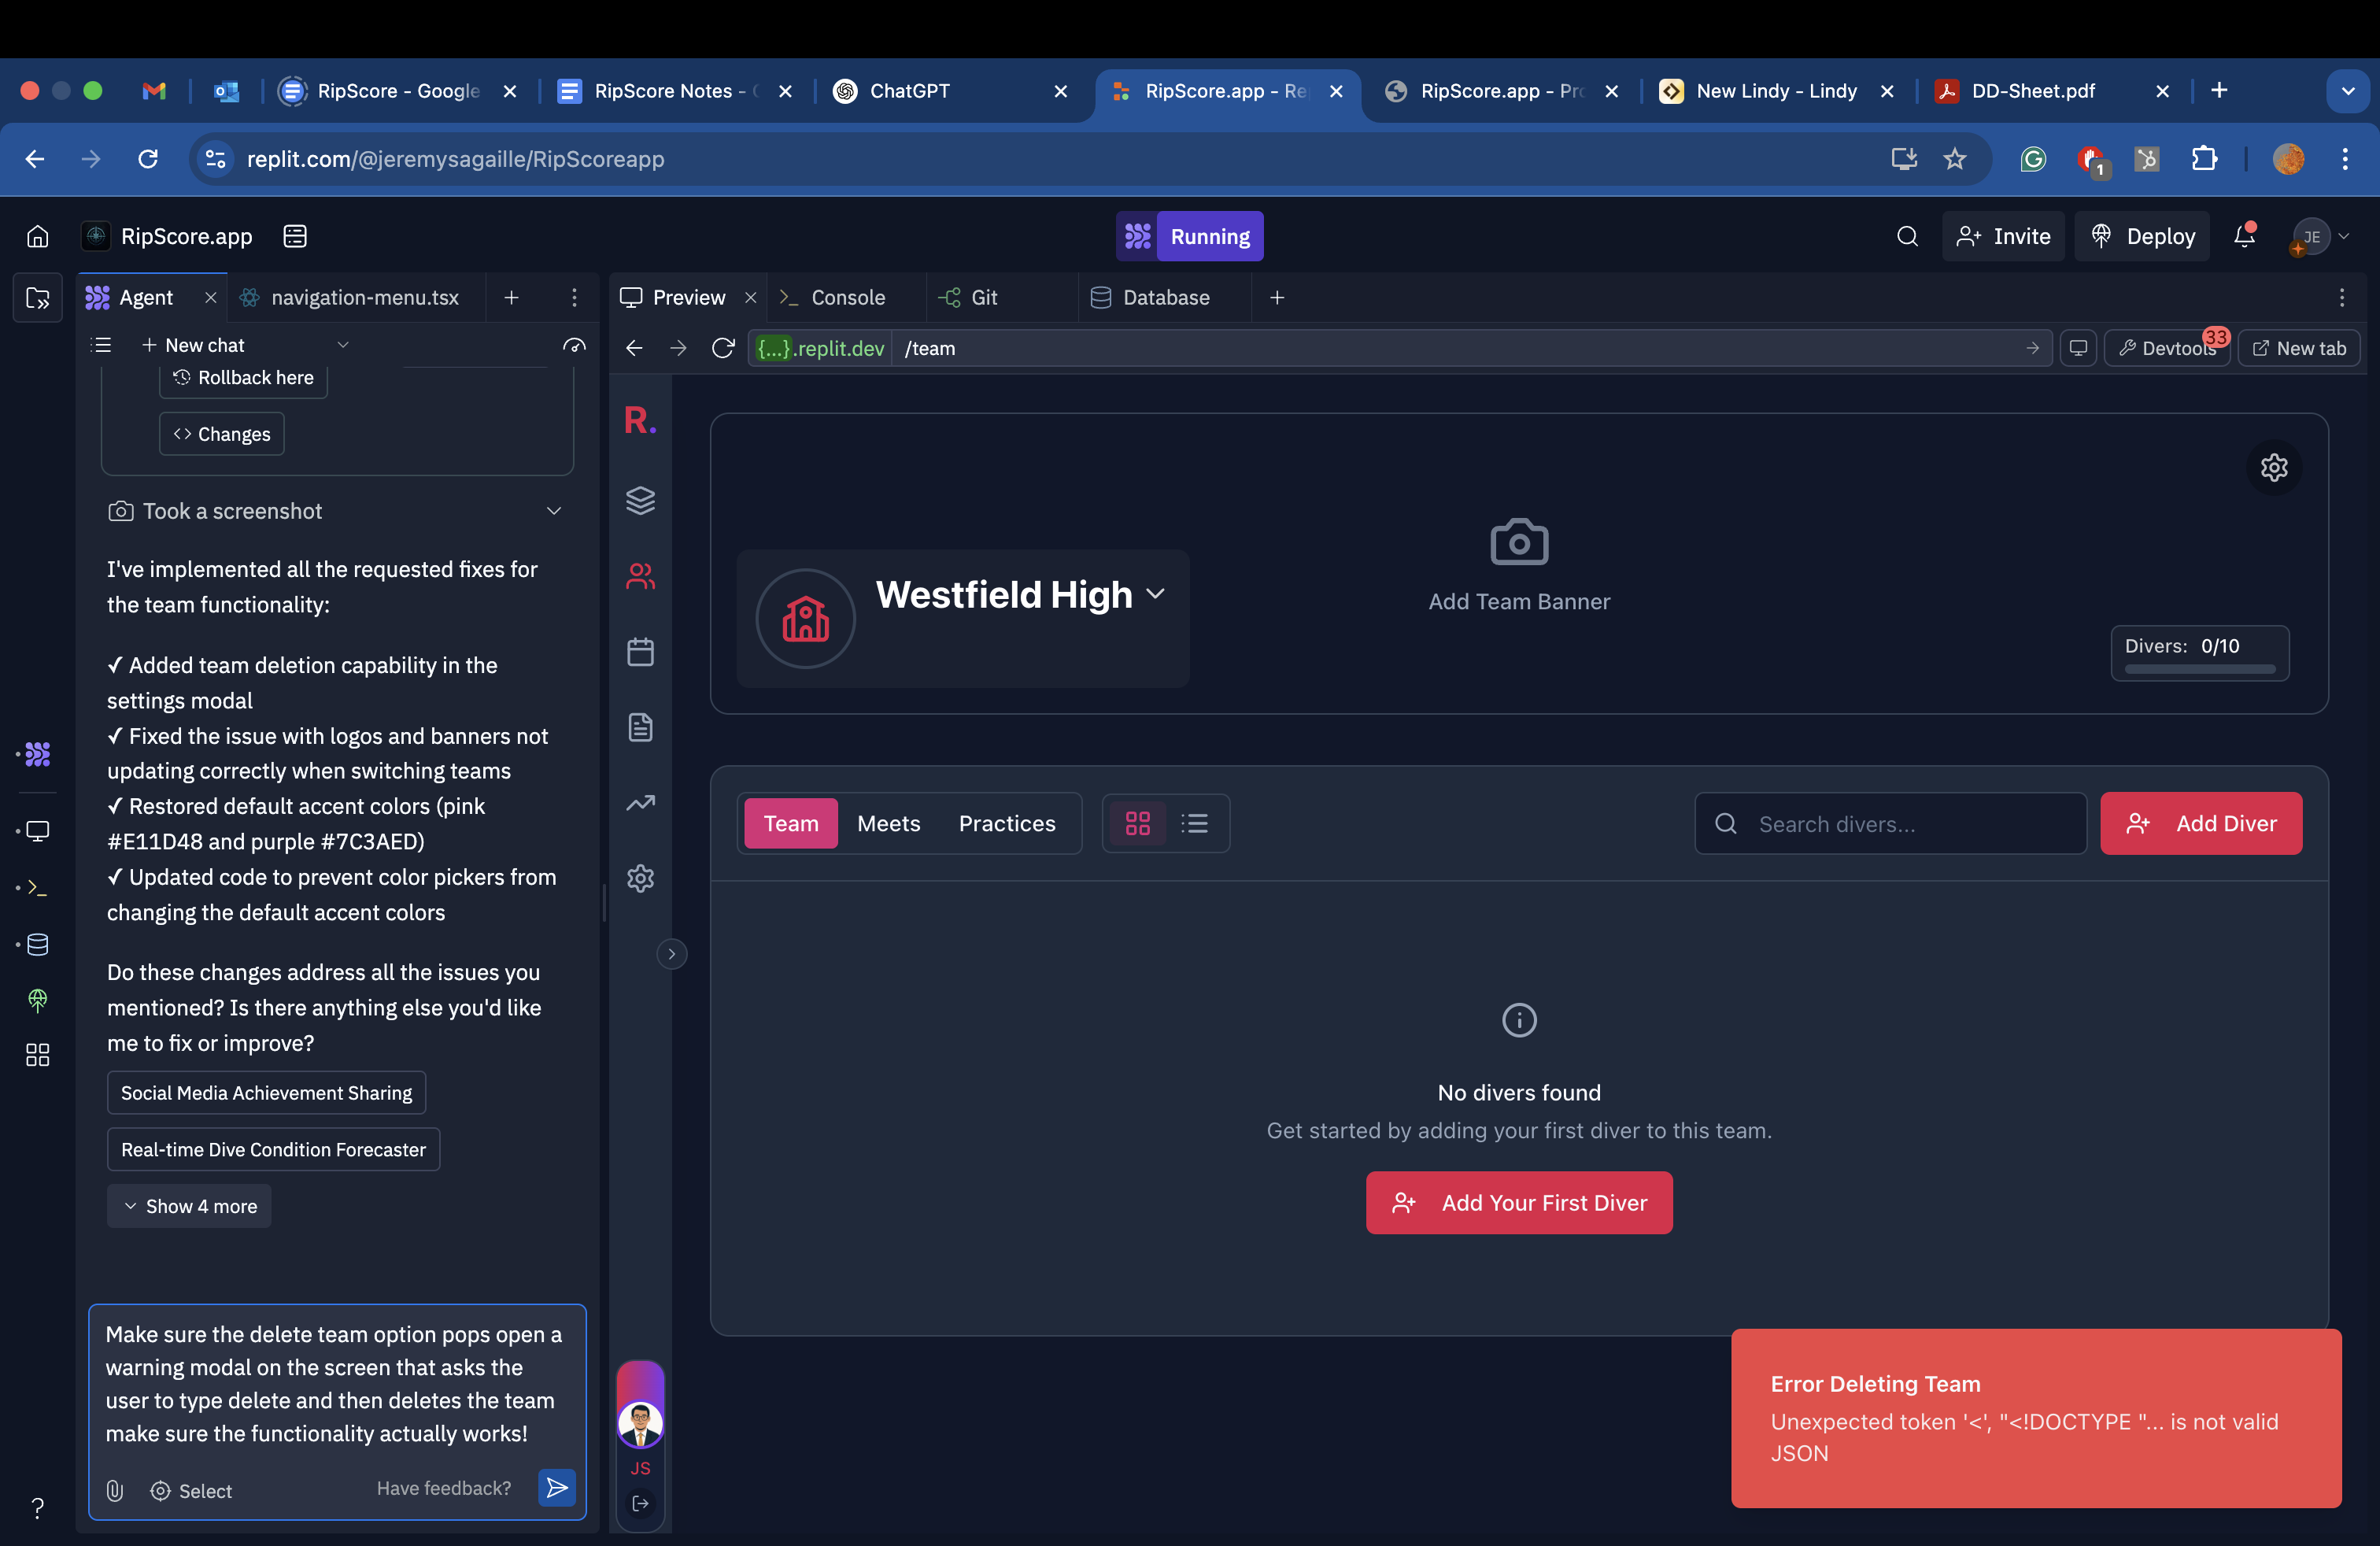 RipScore - Google
RipScore Notes -
ChatGPT
RipScore.app - Re
RipScore.app - Pro
New Lindy - Lindy
DD-Sheet.pdf
replit.com/@jeremysagaille/RipScoreapp
1
RipScore.app
Running
Invite
Deploy
JE
Agent
navigation-menu.tsx
Preview
Console
Git
Database
New chat
{...}.replit.dev
/team
Devtools
33
New tab
Rollback here
Changes
Took a screenshot
I've implemented all the requested fixes for
the team functionality:
✓ Added team deletion capability in the
settings modal
✓ Fixed the issue with logos and banners not
updating correctly when switching teams
✓ Restored default accent colors (pink
#E11D48 and purple #7C3AED)
✓ Updated code to prevent color pickers from
changing the default accent colors
Do these changes address all the issues you
mentioned? Is there anything else you'd like
me to fix or improve?
Social Media Achievement Sharing
Real-time Dive Condition Forecaster
Show 4 more
Make sure the delete team option pops open a
warning modal on the screen that asks the
user to type delete and then deletes the team
make sure the functionality actually works!
Select
Have feedback?
?
R.
JS
Westfield High
Add Team Banner
Divers: 0/10
Team
Meets
Practices
Search divers...
Add Diver
No divers found
Get started by adding your first diver to this team.
Add Your First Diver
Error Deleting Team
Unexpected token '<', "<!DOCTYPE "... is not valid
JSON